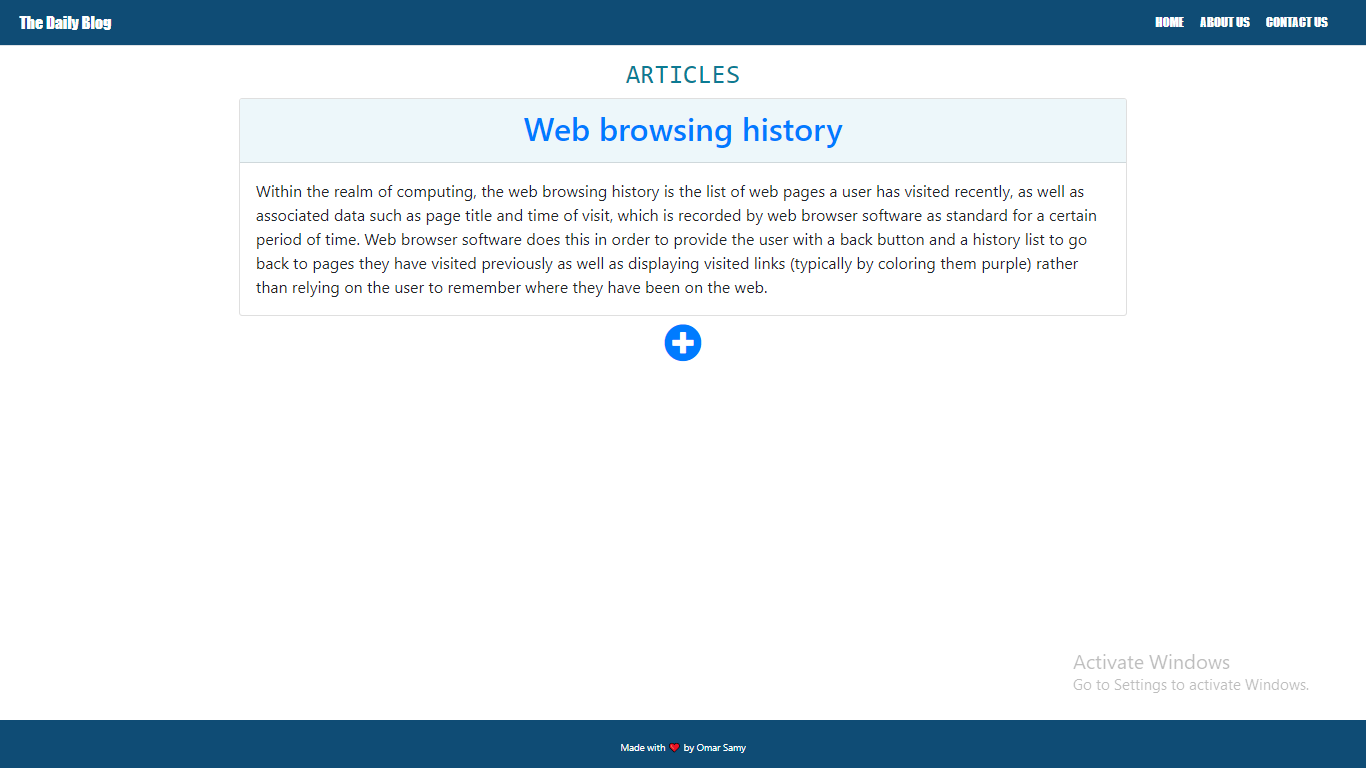 The Daily Blog HOME ABOUT US CONTACT US
ARTICLES
Web browsing history
Within the realm of computing, the web browsing history is the list of web pages a user has visited recently, as well as
associated data such as page title and time of visit, which is recorded by web browser software as standard for a certain
period of time. Web browser software does this in order to provide the user with a back button and a history list to go
back to pages they have visited previously as well as displaying visited links (typically by coloring them purple) rather
than relying on the user to remember where they have been on the web.
Activate Windows
Go to Settings to activate Windows.
Made with ❤ by Omar Samy